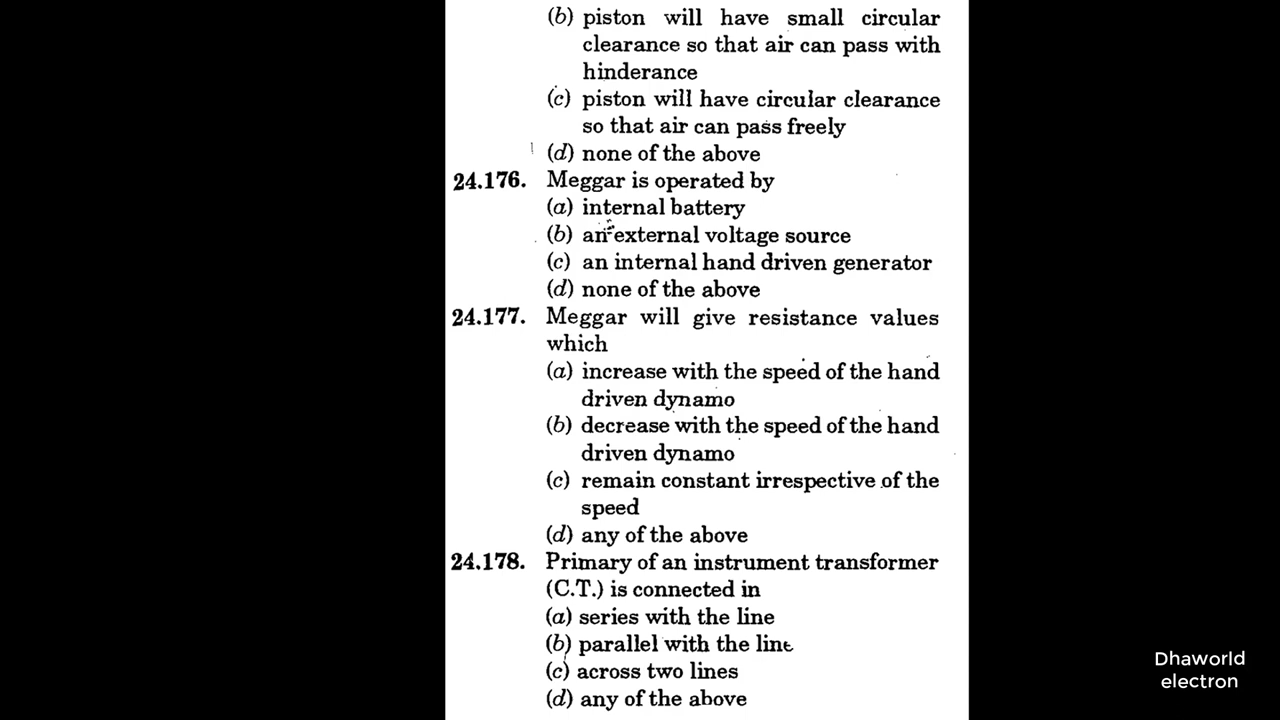 (b) piston will have small circular
clearance so that air can pass with
hinderance
(c) piston will have circular clearance
so that air can pass freely
(d) none of the above
24.176. Meggar is operated by
(a) internal battery
(b) an external voltage source
(c) an internal hand driven generator
(d) none of the above
24.177. Meggar will give resistance values
which
(a) increase with the speed of the hand
driven dynamo
(b) decrease with the speed of the hand
driven dynamo
(c) remain constant irrespective of the
speed
(d) any of the above
24.178. Primary of an instrument transformer
(C.T.) is connected in
(a) series with the line
(b) parallel with the line
(c) across two lines
(d) any of the above
Dhaworld
electron